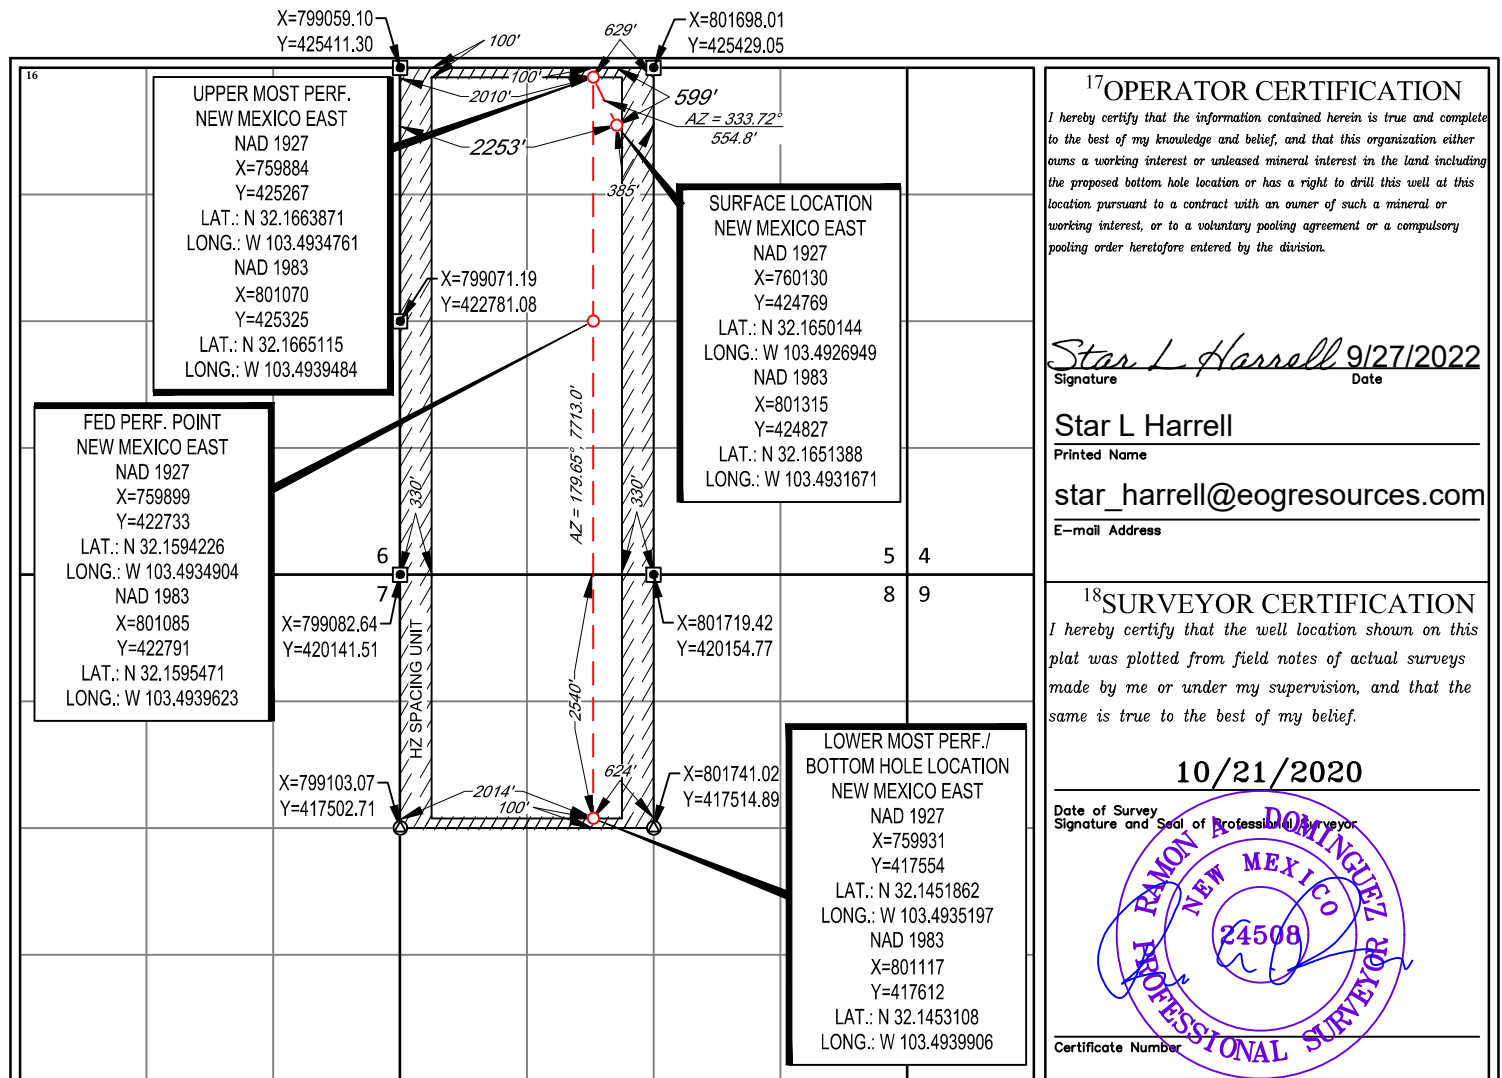 X=799059.10
Y=425411.30
100'
629'
X=801698.01
Y=425429.05
16
100'
2010'
599'
AZ = 333.72°
554.8'
2253'
385'
UPPER MOST PERF.
NEW MEXICO EAST
NAD 1927
X=759884
Y=425267
LAT.: N 32.1663871
LONG.: W 103.4934761
NAD 1983
X=801070
Y=425325
LAT.: N 32.1665115
LONG.: W 103.4939484
X=799071.19
Y=422781.08
SURFACE LOCATION
NEW MEXICO EAST
NAD 1927
X=760130
Y=424769
LAT.: N 32.1650144
LONG.: W 103.4926949
NAD 1983
X=801315
Y=424827
LAT.: N 32.1651388
LONG.: W 103.4931671
FED PERF. POINT
NEW MEXICO EAST
NAD 1927
X=759899
Y=422733
LAT.: N 32.1594226
LONG.: W 103.4934904
NAD 1983
X=801085
Y=422791
LAT.: N 32.1595471
LONG.: W 103.4939623
330'
AZ = 179.65°, 7713.0'
330'
6
5 4
7
8 9
X=799082.64
Y=420141.51
X=801719.42
Y=420154.77
HZ SPACING UNIT
2540'
X=799103.07
Y=417502.71
2014'
100'
624'
X=801741.02
Y=417514.89
LOWER MOST PERF./
BOTTOM HOLE LOCATION
NEW MEXICO EAST
NAD 1927
X=759931
Y=417554
LAT.: N 32.1451862
LONG.: W 103.4935197
NAD 1983
X=801117
Y=417612
LAT.: N 32.1453108
LONG.: W 103.4939906
17OPERATOR CERTIFICATION
I hereby certify that the information contained herein is true and complete
to the best of my knowledge and belief, and that this organization either
owns a working interest or unleased mineral interest in the land including
the proposed bottom hole location or has a right to drill this well at this
location pursuant to a contract with an owner of such a mineral or
working interest, or to a voluntary pooling agreement or a compulsory
pooling order heretofore entered by the division.
Star L Harrell 9/27/2022
Signature Date
Star L Harrell
Printed Name
star_harrell@eogresources.com
E-mail Address
18SURVEYOR CERTIFICATION
I hereby certify that the well location shown on this
plat was plotted from field notes of actual surveys
made by me or under my supervision, and that the
same is true to the best of my belief.
10/21/2020
Date of Survey
Signature and Seal of Professional Surveyor
RAMON A. DOMINGUEZ
NEW MEXICO
24508
PROFESSIONAL SURVEYOR
Certificate Number